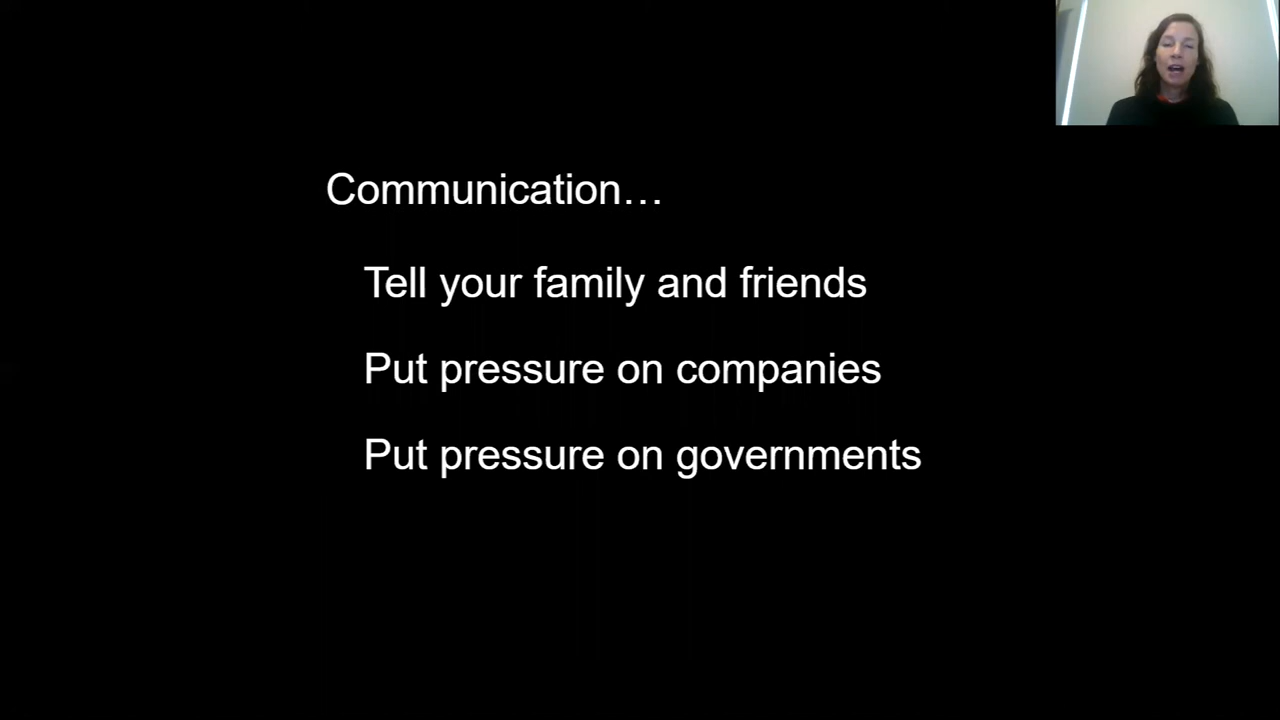 Communication…
Tell your family and friends
Put pressure on companies
Put pressure on governments